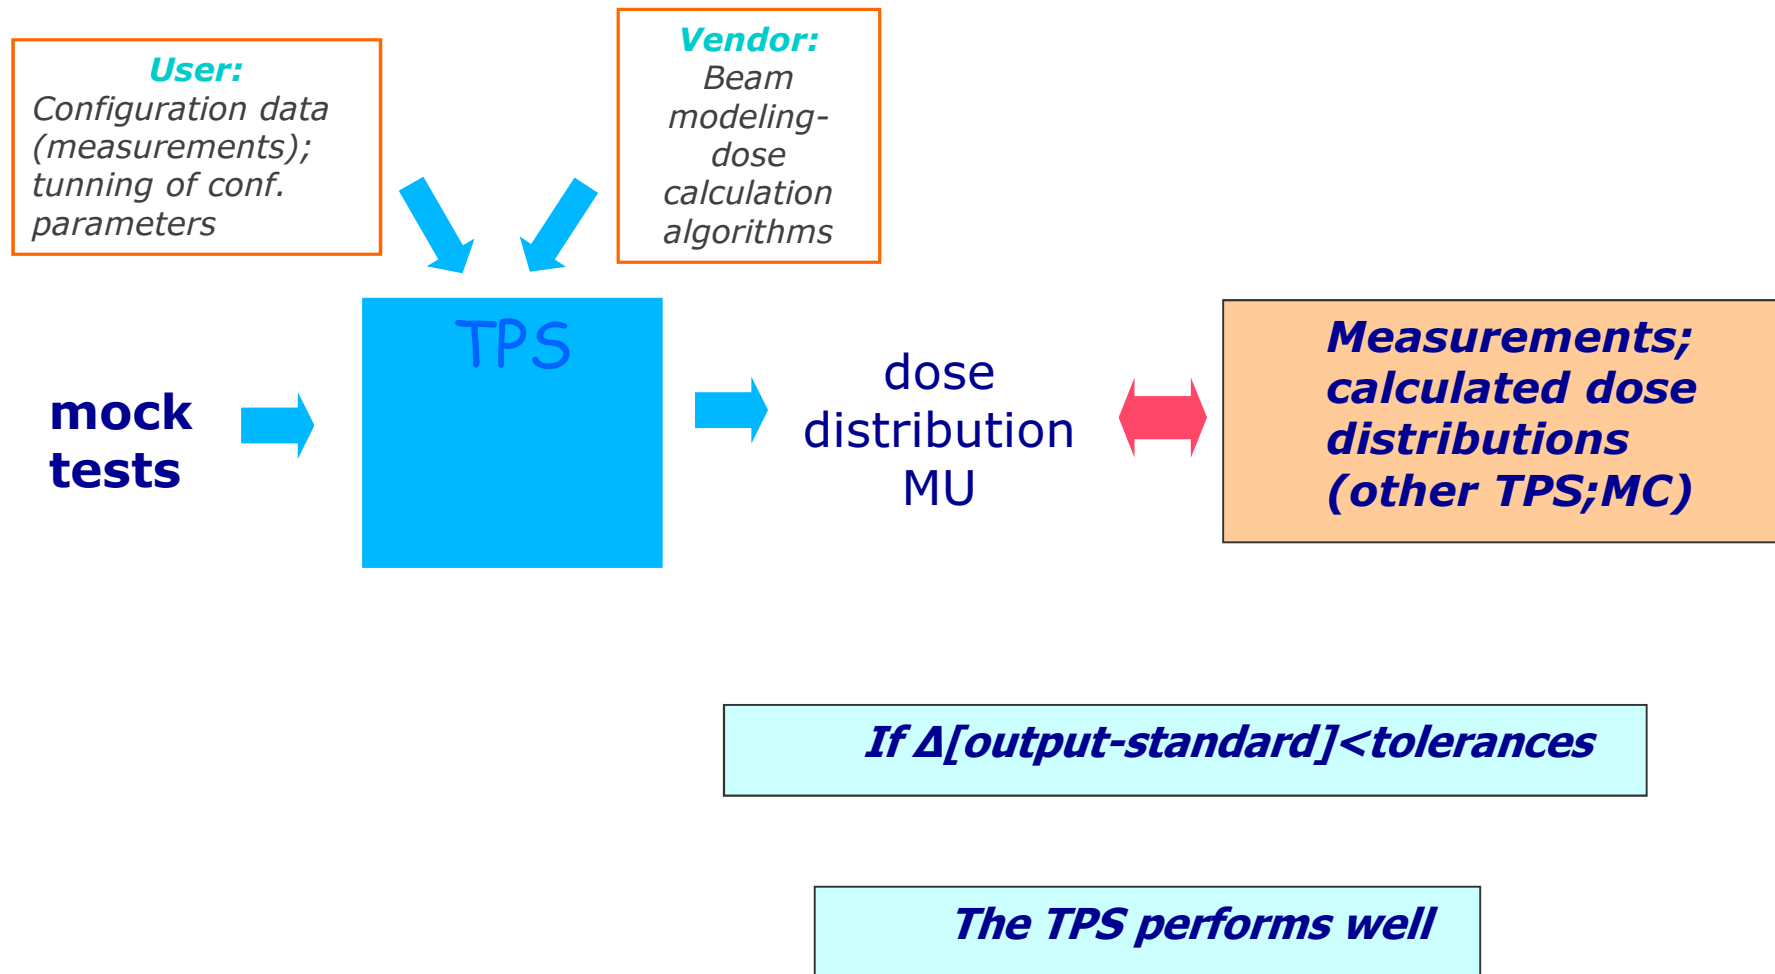 User:
Configuration data
(measurements);
tunning of conf.
parameters
Vendor:
Beam
modeling-
dose
calculation
algorithms
mock
tests
TPS
dose
distribution
MU
Measurements;
calculated dose
distributions
(other TPS;MC)
If Δ[output-standard]<tolerances
The TPS performs well